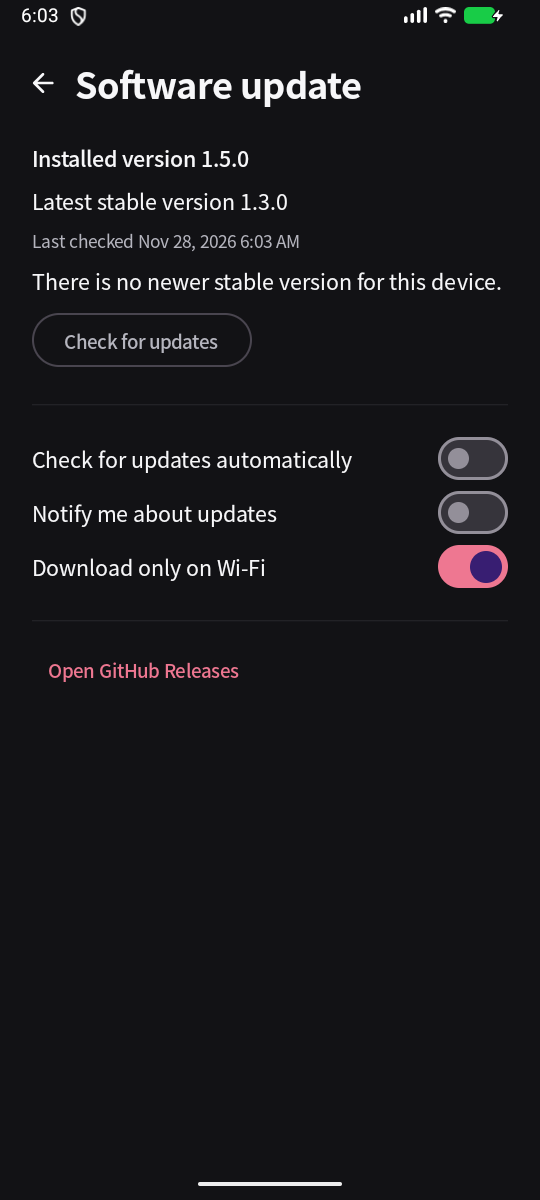 6:03
Software update
Installed version 1.5.0
Latest stable version 1.3.0
Last checked Nov 28, 2026 6:03 AM
There is no newer stable version for this device.
Check for updates
Check for updates automatically
Notify me about updates
Download only on Wi-Fi
Open GitHub Releases